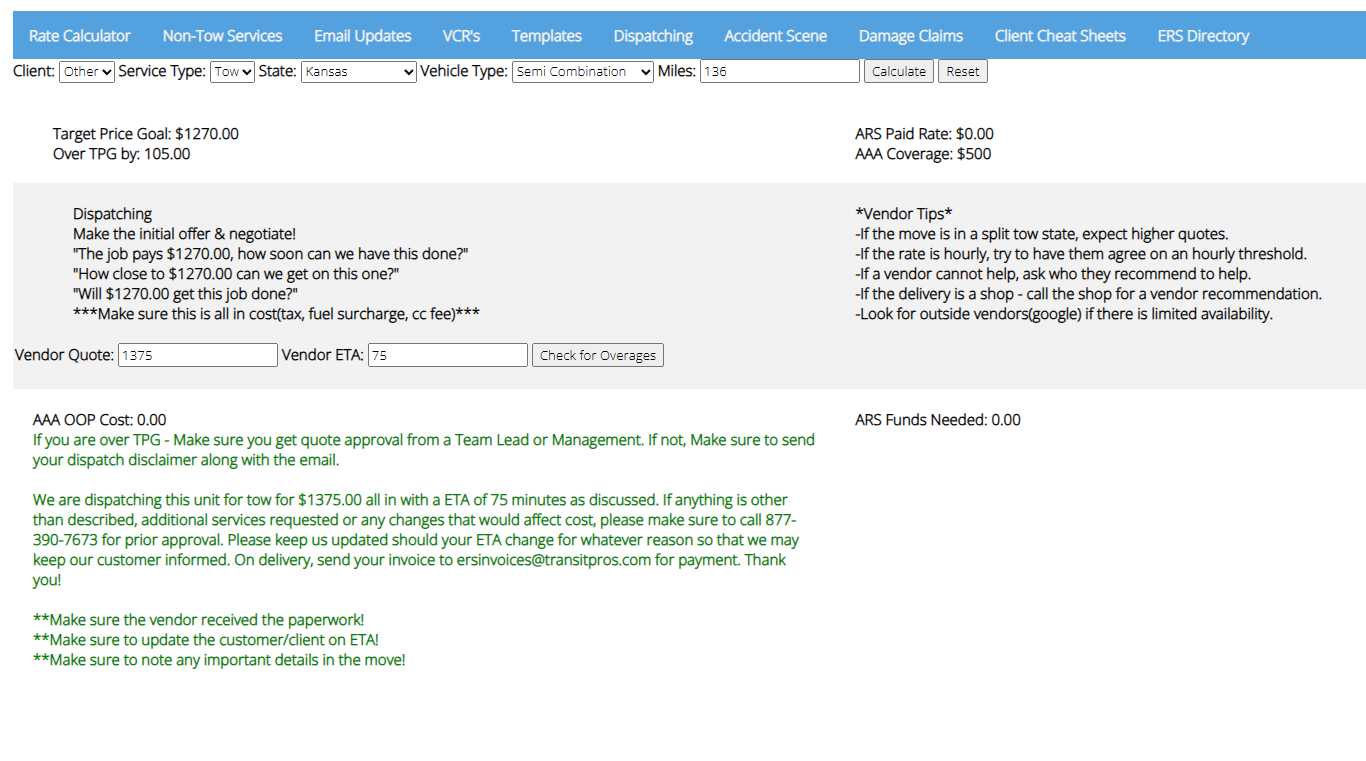 Rate Calculator Non-Tow Services Email Updates VCR's Templates Dispatching Accident Scene Damage Claims Client Cheat Sheets ERS Directory
Client: Other Service Type: Tow State: Kansas Vehicle Type: Semi Combination Miles: 136 Calculate Reset
Target Price Goal: $1270.00
Over TPG by: 105.00
ARS Paid Rate: $0.00
AAA Coverage: $500
Dispatching
Make the initial offer & negotiate!
"The job pays $1270.00, how soon can we have this done?"
"How close to $1270.00 can we get on this one?"
"Will $1270.00 get this job done?"
***Make sure this is all in cost(tax, fuel surcharge, cc fee)***
*Vendor Tips*
-If the move is in a split tow state, expect higher quotes.
-If the rate is hourly, try to have them agree on an hourly threshold.
-If a vendor cannot help, ask who they recommend to help.
-If the delivery is a shop - call the shop for a vendor recommendation.
-Look for outside vendors(google) if there is limited availability.
Vendor Quote: 1375 Vendor ETA: 75 Check for Overages
AAA OOP Cost: 0.00
ARS Funds Needed: 0.00
If you are over TPG - Make sure you get quote approval from a Team Lead or Management. If not, Make sure to send
your dispatch disclaimer along with the email.
We are dispatching this unit for tow for $1375.00 all in with a ETA of 75 minutes as discussed. If anything is other
than described, additional services requested or any changes that would affect cost, please make sure to call 877-
390-7673 for prior approval. Please keep us updated should your ETA change for whatever reason so that we may
keep our customer informed. On delivery, send your invoice to ersinvoices@transitpros.com for payment. Thank
you!
**Make sure the vendor received the paperwork!
**Make sure to update the customer/client on ETA!
**Make sure to note any important details in the move!